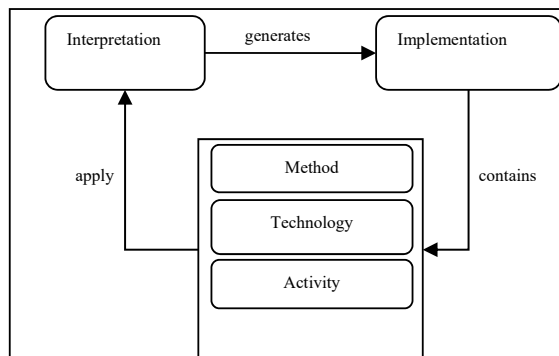 Interpretation
generates
Implementation
apply
Method
contains
Technology
Activity